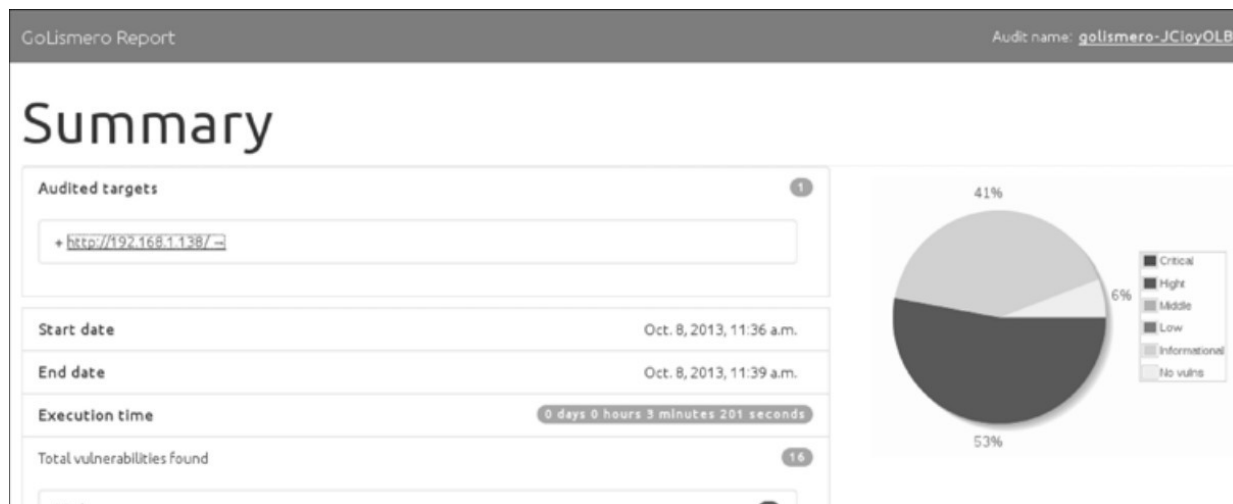 GoLismero Report
Audit name: golismero-JCIoyOLB
Summary
Audited targets 1
+ http://192.168.1.138/ →
Start date Oct. 8, 2013, 11:36 a.m.
End date Oct. 8, 2013, 11:39 a.m.
Execution time 0 days 0 hours 3 minutes 201 seconds
Total vulnerabilities found 16
41%
6%
53%
Critical
Hight
Middle
Low
Informational
No vulns